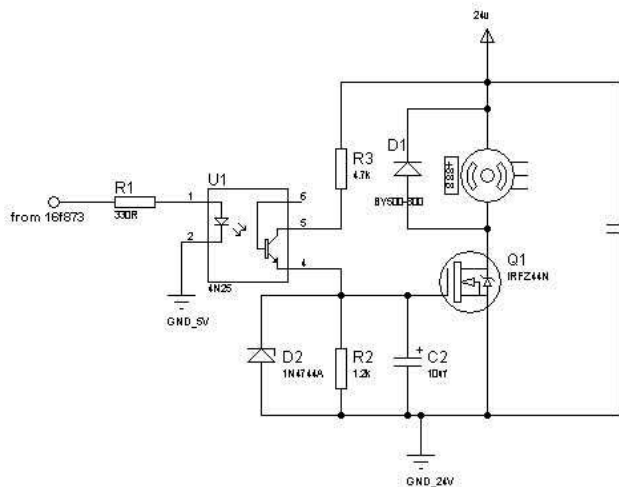 24v
D1
R3
4.7k
U1
R1
1
6
from 16f873
330R
5
BY500-800
+888
2
4
Q1
IRFZ44N
4N25
GND_5V
D2
1N4744A
R2
1.2k
+
C2
GND_24V